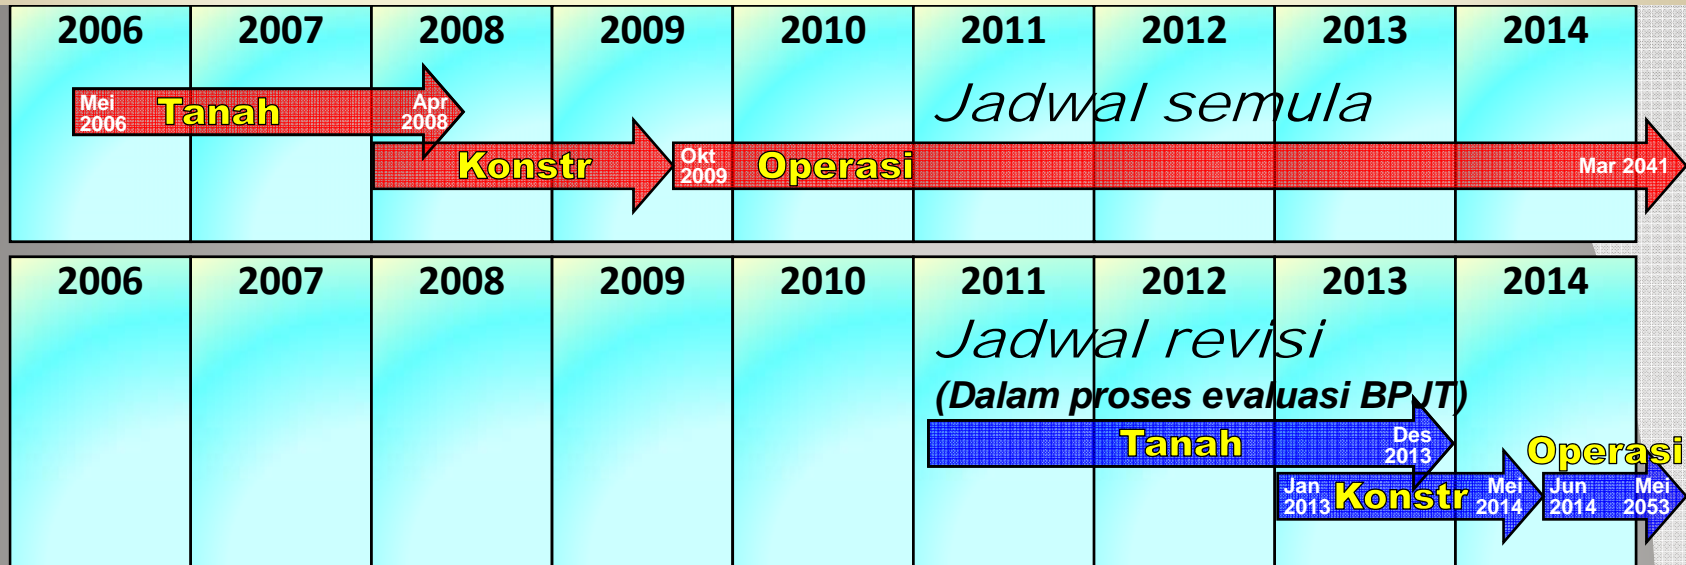 2006 2007 2008 2009 2010 2011 2012 2013 2014
Jadwal semula
Mei 2006 Tanah Apr 2008
Konstr
Okt 2009 Operasi Mar 2041
2006 2007 2008 2009 2010 2011 2012 2013 2014
Jadwal revisi
(Dalam proses evaluasi BPJT)
Tanah Des 2013
Operasi
Jan 2013 Konstr Mei 2014 Jun 2014 Mei 2053